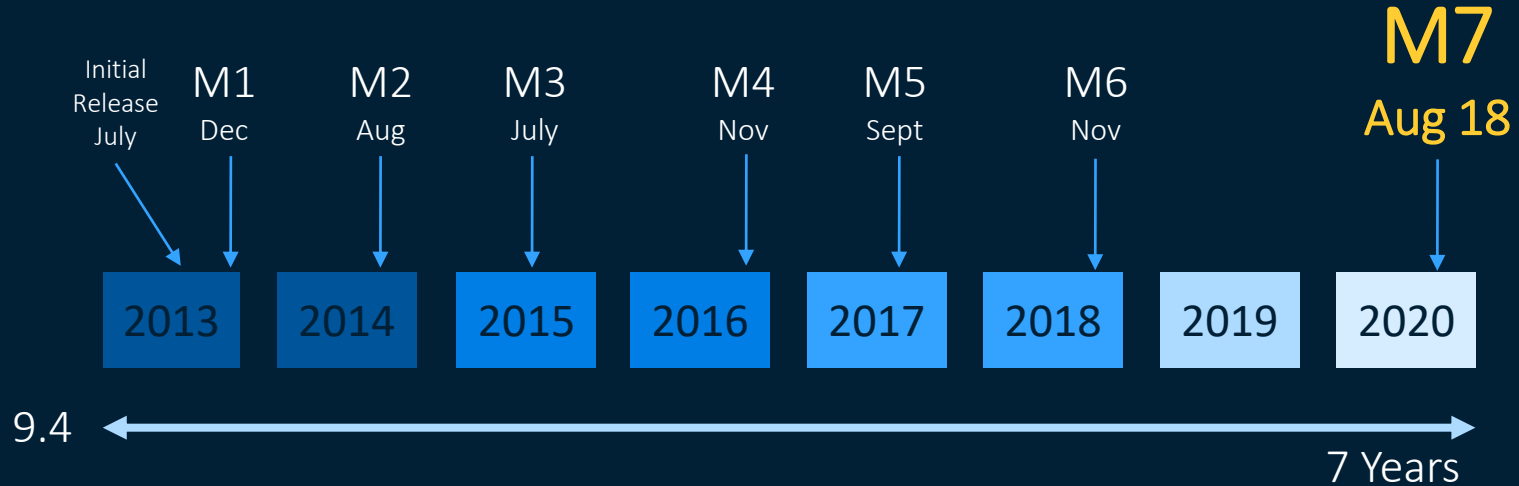 Initial
Release
July
M1
Dec
M2
Aug
M3
July
M4
Nov
M5
Sept
M6
Nov
M7
Aug 18
2013
2014
2015
2016
2017
2018
2019
2020
9.4
7 Years